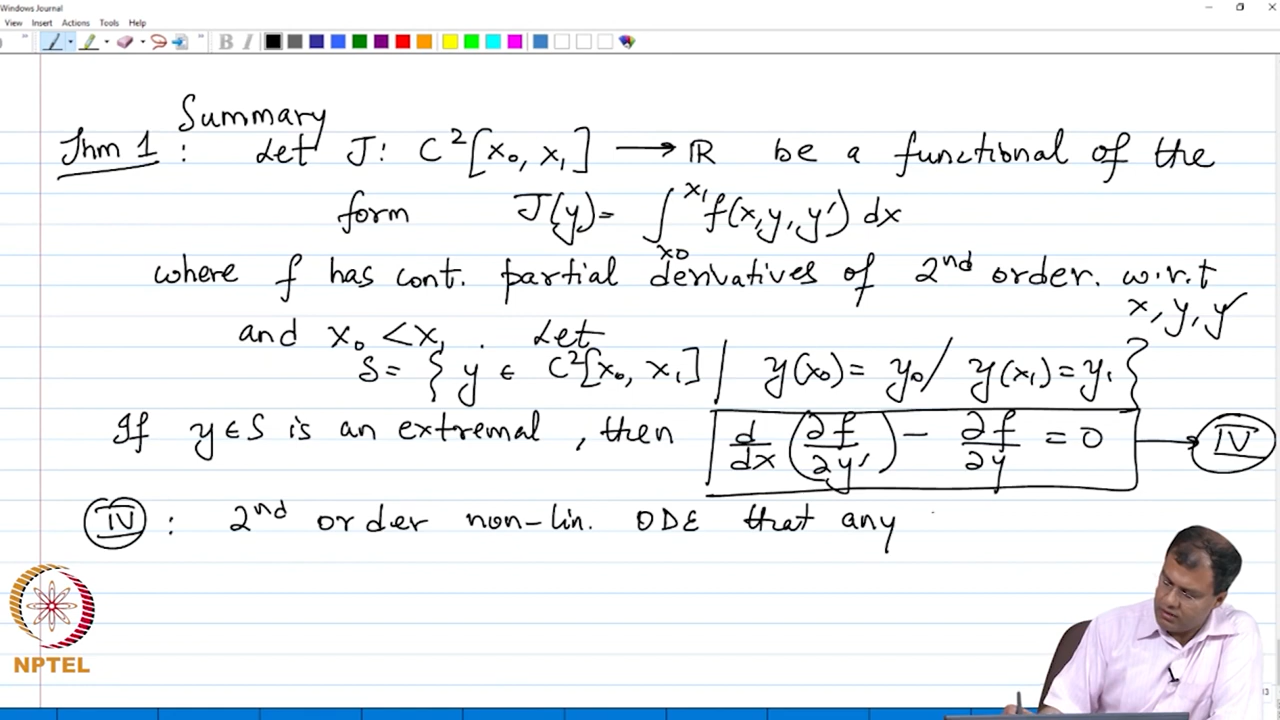 Windows Journal
View Insert Actions Tools Help
Summary
Thm 1 : Let J: C²[x₀, x₁] ⟶ ℝ be a functional of the
form J(y) = ∫_{x0}^{x₁} f(x,y,y') dx
where f has cont. partial derivatives of 2nd order. w.r.t
x, y, y'
and x₀ < x₁ . Let
S = { y ∈ C²[x₀, x₁] | y(x₀) = y₀ / y(x₁) = y₁ }
If y ∈ S is an extremal , then d/dx (∂f/∂y') − ∂f/∂y = 0 → IV
IV : 2nd order non-lin. ODE that any
NPTEL